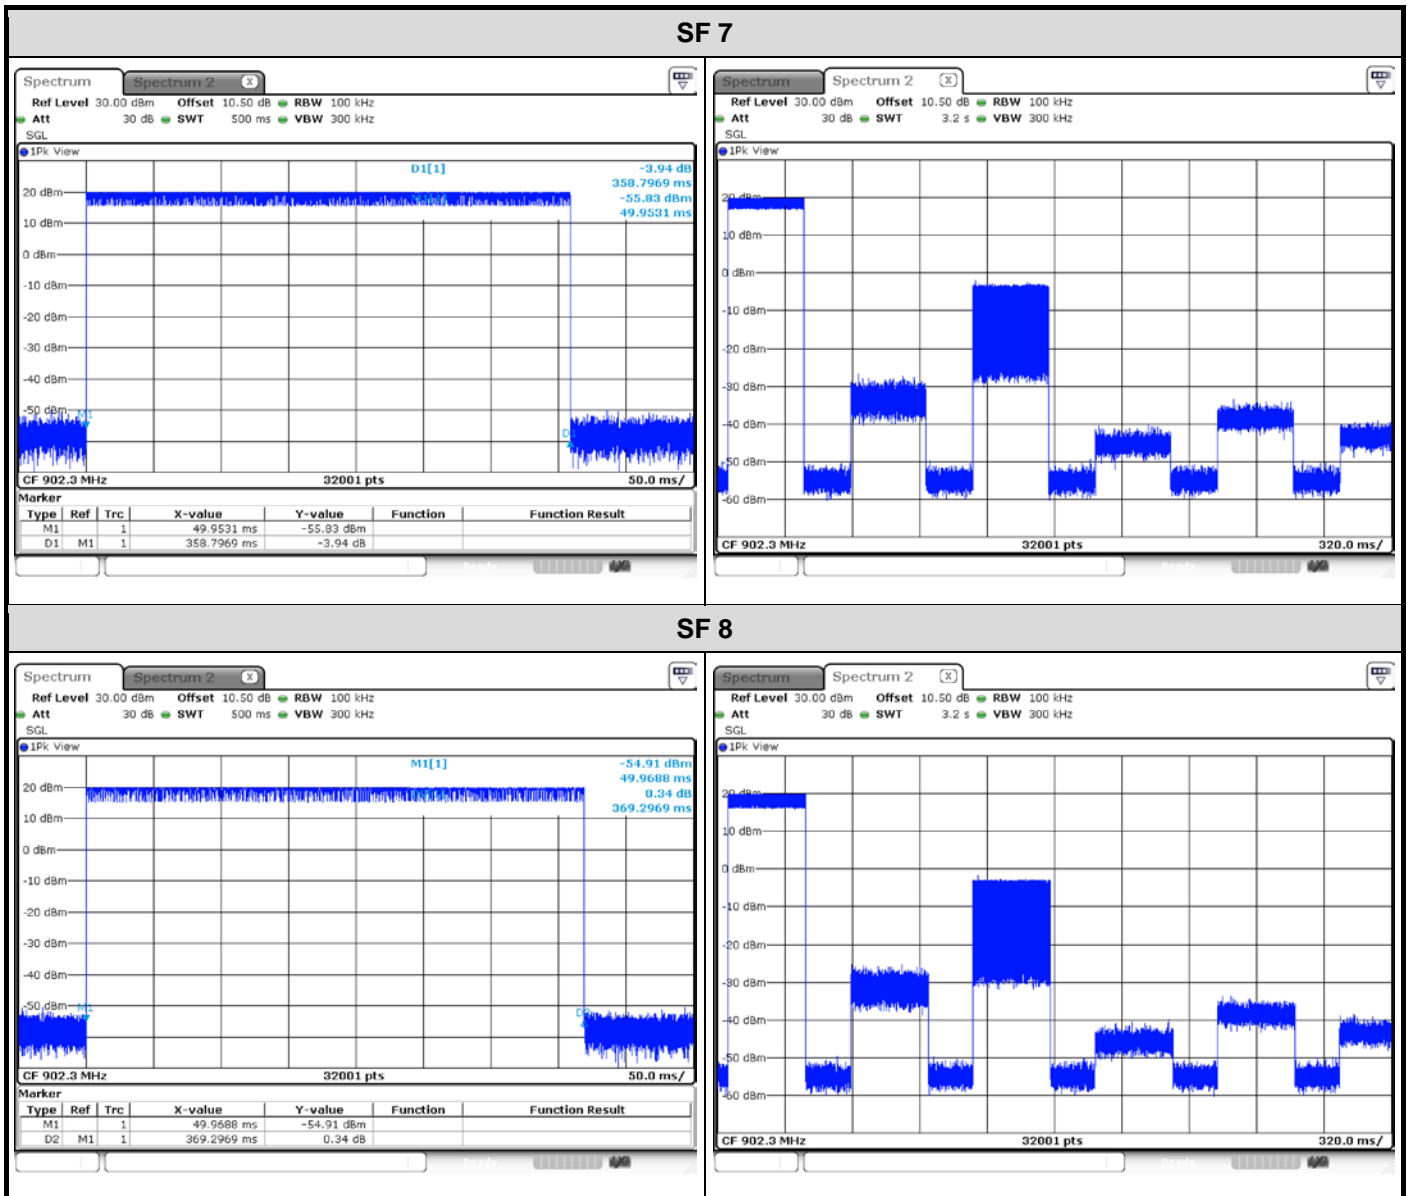 SF 7
Spectrum Spectrum 2 X
Ref Level 30.00 dBm Offset 10.50 dB RBW 100 kHz
Att 30 dB SWT 500 ms VBW 300 kHz
SGL
1Pk View
D1[1] -3.94 dB
358.7969 ms
-55.83 dBm
49.9531 ms
20 dBm
10 dBm
0 dBm
-10 dBm
-20 dBm
-30 dBm
-40 dBm
-50 dBm
M1
CF 902.3 MHz 32001 pts 50.0 ms/
Marker
Type Ref Trc X-value Y-value Function Function Result
M1 1 49.9531 ms -55.83 dBm
D1 M1 1 358.7969 ms -3.94 dB
Spectrum Spectrum 2 X
Ref Level 30.00 dBm Offset 10.50 dB RBW 100 kHz
Att 30 dB SWT 3.2 s VBW 300 kHz
SGL
1Pk View
20 dBm
10 dBm
0 dBm
-10 dBm
-20 dBm
-30 dBm
-40 dBm
-50 dBm
-60 dBm
CF 902.3 MHz 32001 pts 320.0 ms/
SF 8
Spectrum Spectrum 2 X
Ref Level 30.00 dBm Offset 10.50 dB RBW 100 kHz
Att 30 dB SWT 500 ms VBW 300 kHz
SGL
1Pk View
M1[1] -54.91 dBm
49.9688 ms
0.34 dB
369.2969 ms
20 dBm
10 dBm
0 dBm
-10 dBm
-20 dBm
-30 dBm
-40 dBm
-50 dBm
M1
CF 902.3 MHz 32001 pts 50.0 ms/
Marker
Type Ref Trc X-value Y-value Function Function Result
M1 1 49.9688 ms -54.91 dBm
D2 M1 1 369.2969 ms 0.34 dB
Spectrum Spectrum 2 X
Ref Level 30.00 dBm Offset 10.50 dB RBW 100 kHz
Att 30 dB SWT 3.2 s VBW 300 kHz
SGL
1Pk View
20 dBm
10 dBm
0 dBm
-10 dBm
-20 dBm
-30 dBm
-40 dBm
-50 dBm
-60 dBm
CF 902.3 MHz 32001 pts 320.0 ms/